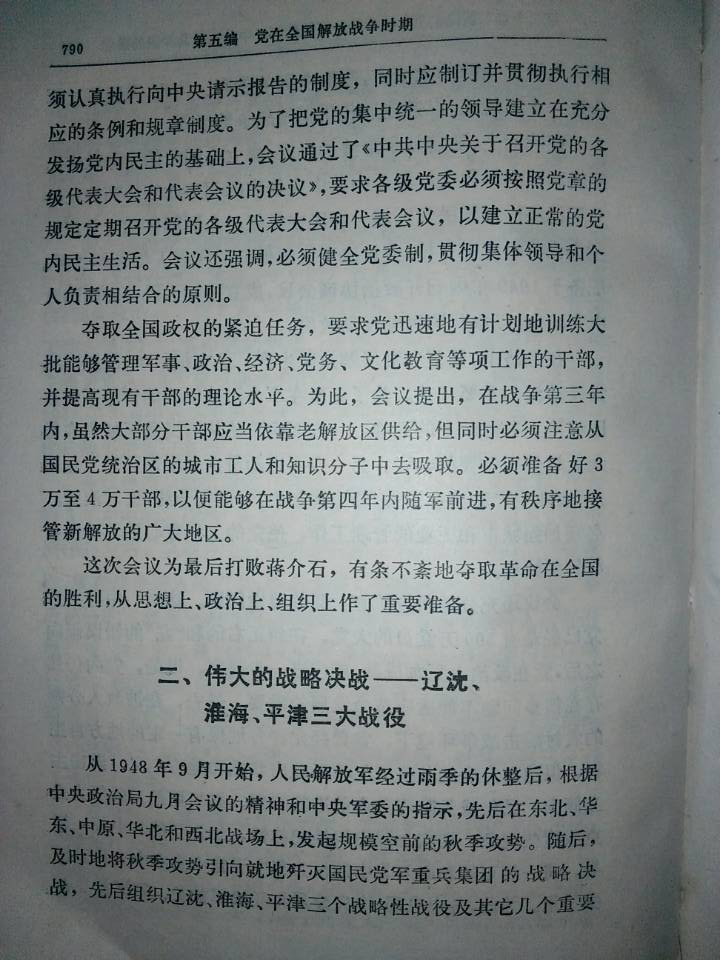 790
第五编 党在全国解放战争时期
须认真执行向中央请示报告的制度，同时应制订并贯彻执行相
应的条例和规章制度。为了把党的集中统一的领导建立在充分
发扬党内民主的基础上，会议通过了《中共中央关于召开党的各
级代表大会和代表会议的决议》，要求各级党委必须按照党章的
规定定期召开党的各级代表大会和代表会议，以建立正常的党
内民主生活。会议还强调，必须健全党委制，贯彻集体领导和个
人负责相结合的原则。
夺取全国政权的紧迫任务，要求党迅速地有计划地训练大
批能够管理军事、政治、经济、党务、文化教育等项工作的干部，
并提高现有干部的理论水平。为此，会议提出，在战争第三年
内，虽然大部分干部应当依靠老解放区供给，但同时必须注意从
国民党统治区的城市工人和知识分子中去吸取。必须准备好3
万至4万干部，以便能够在战争第四年内随军前进，有秩序地接
管新解放的广大地区。
这次会议为最后打败蒋介石，有条不紊地夺取革命在全国
的胜利，从思想上、政治上、组织上作了重要准备。
二、伟大的战略决战——辽沈、
淮海、平津三大战役
从1948年9月开始，人民解放军经过雨季的休整后，根据
中央政治局九月会议的精神和中央军委的指示，先后在东北、华
东、中原、华北和西北战场上，发起规模空前的秋季攻势。随后，
及时地将秋季攻势引向就地歼灭国民党军重兵集团的战略决
战，先后组织辽沈、淮海、平津三个战略性战役及其它几个重要